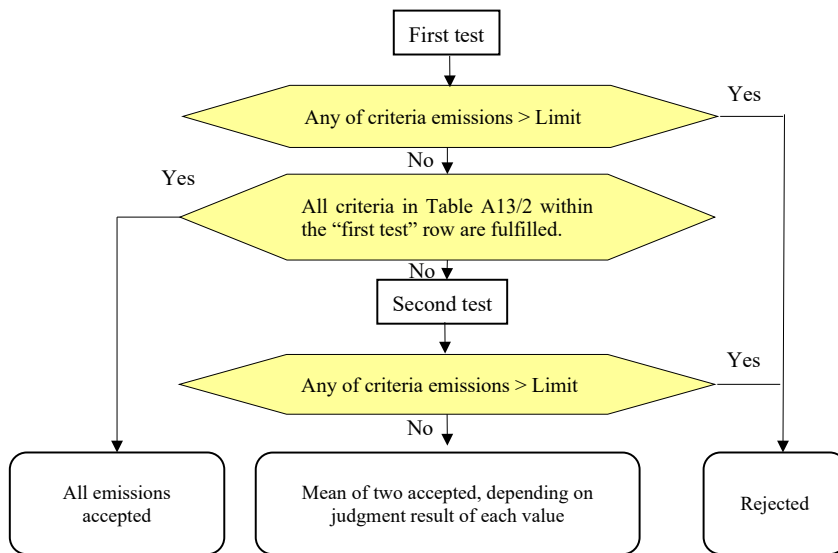 First test
Any of criteria emissions > Limit
Yes
No
Yes
All criteria in Table A13/2 within
the “first test” row are fulfilled.
No
Second test
Any of criteria emissions > Limit
Yes
No
All emissions
accepted
Mean of two accepted, depending on
judgment result of each value
Rejected